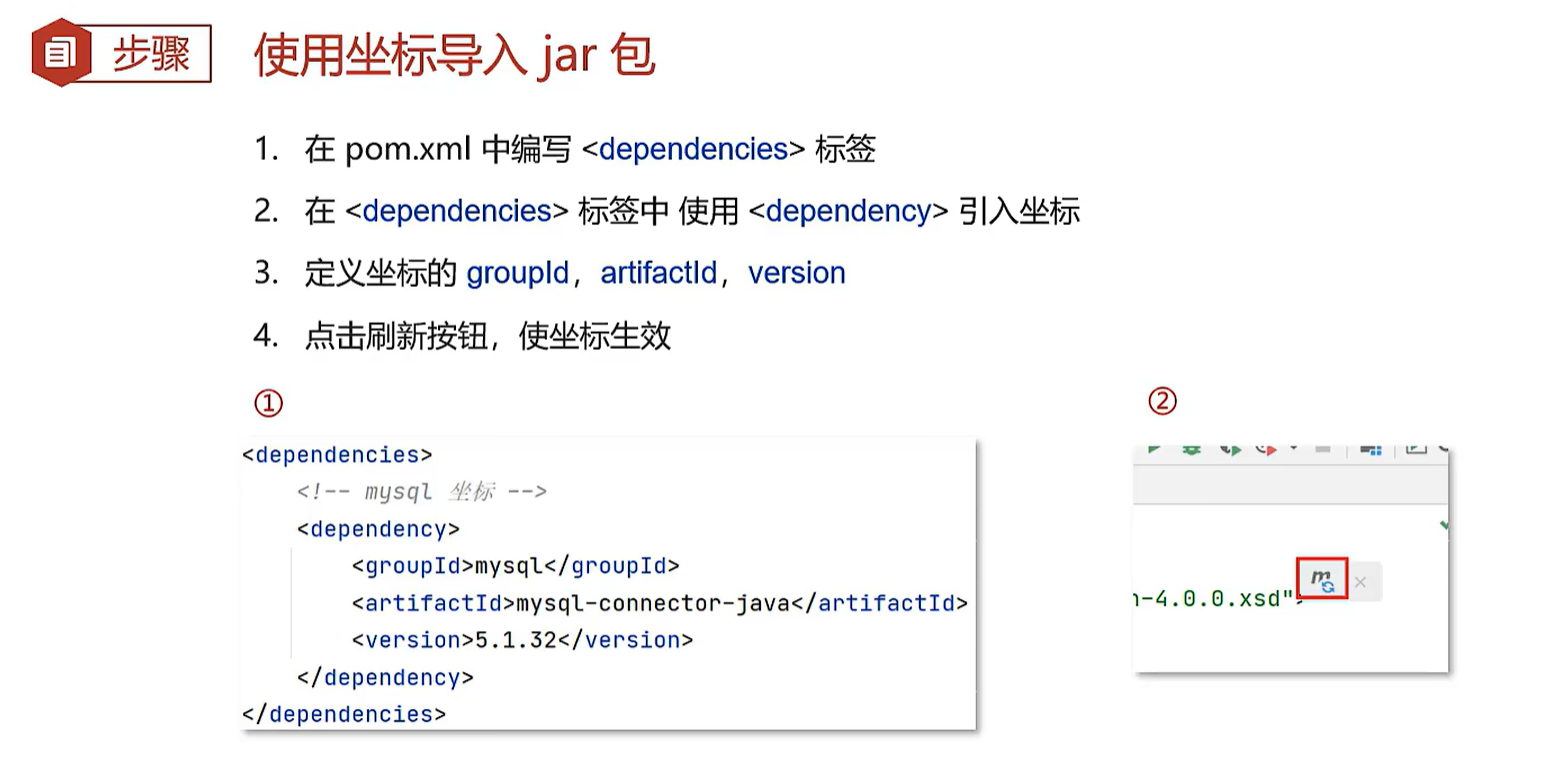 步骤
使用坐标导入 jar 包
1. 在 pom.xml 中编写 <dependencies> 标签
2. 在 <dependencies> 标签中 使用 <dependency> 引入坐标
3. 定义坐标的 groupId，artifactId，version
4. 点击刷新按钮，使坐标生效
①
<dependencies>
<!-- mysql 坐标 -->
<dependency>
<groupId>mysql</groupId>
<artifactId>mysql-connector-java</artifactId>
<version>5.1.32</version>
</dependency>
</dependencies>
②
m
-4.0.0.xsd">